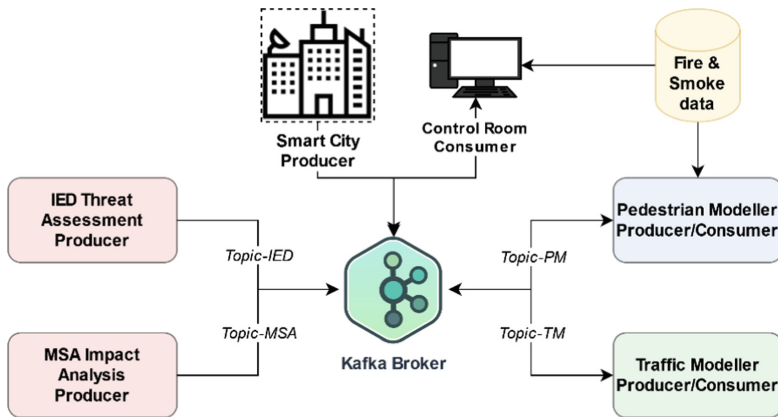 Fire &
Smoke
data
Smart City
Producer
Control Room
Consumer
IED Threat
Assessment
Producer
Pedestrian Modeller
Producer/Consumer
Topic-IED
Topic-PM
Topic-MSA
Topic-TM
MSA Impact
Analysis
Producer
Kafka Broker
Traffic Modeller
Producer/Consumer